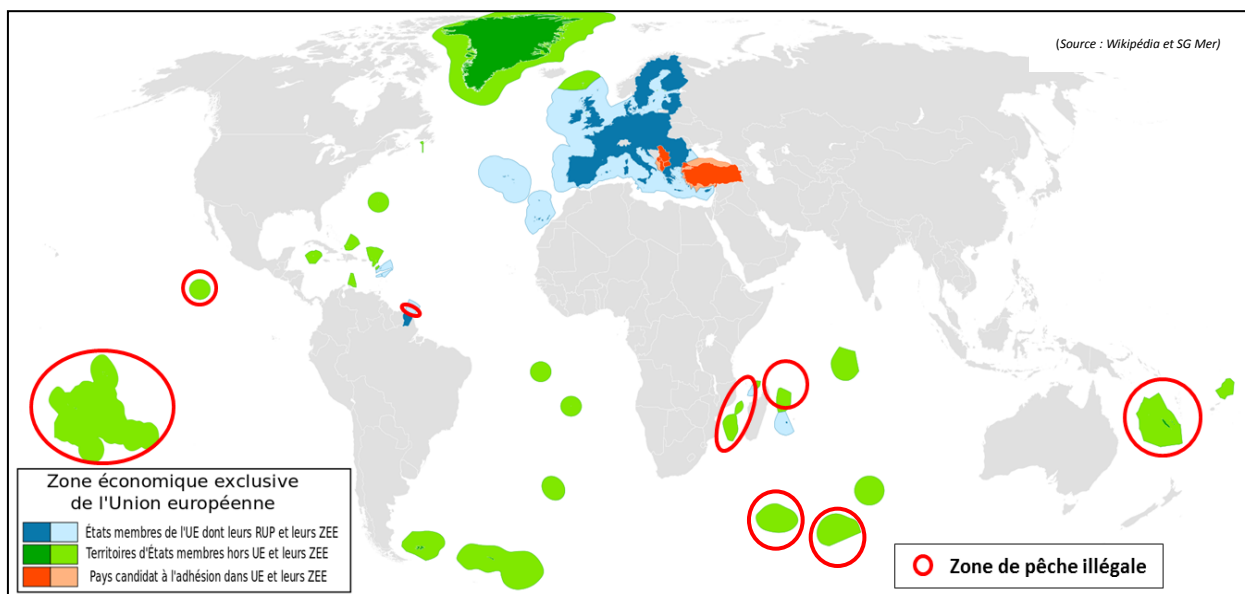 (Source : Wikipédia et SG Mer)
Zone économique exclusive
de l'Union européenne
États membres de l'UE dont leurs RUP et leurs ZEE
Territoires d'États membres hors UE et leurs ZEE
Pays candidat à l'adhésion dans UE et leurs ZEE
Zone de pêche illégale